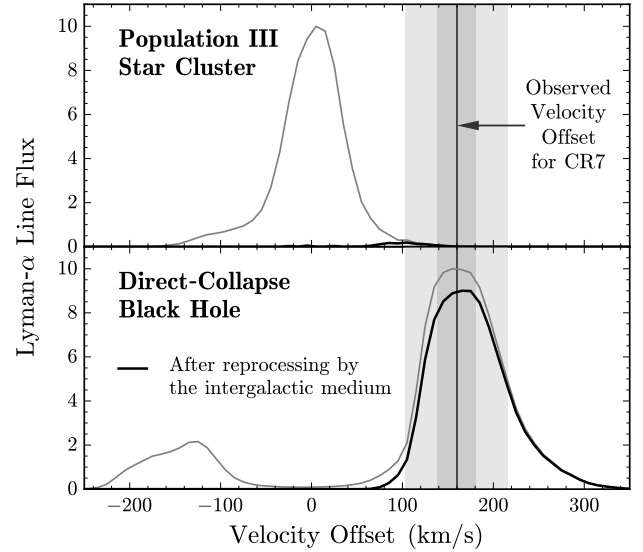 10
8
6
4
2
0
Population III
Star Cluster
Observed
Velocity
Offset
for CR7
Lyman-α Line Flux
10
8
6
4
2
0
Direct-Collapse
Black Hole
After reprocessing by
the intergalactic medium
−200 −100 0 100 200 300
Velocity Offset (km/s)